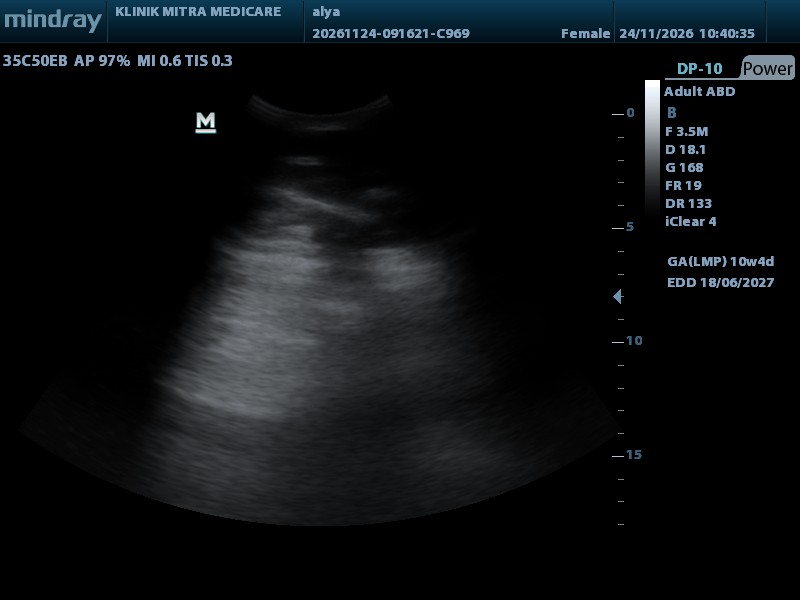 mindray
KLINIK MITRA MEDICARE
alya
20261124-091621-C969 Female 24/11/2026 10:40:35
35C50EB AP 97% MI 0.6 TIS 0.3
DP-10 Power
Adult ABD
B
F 3.5M
D 18.1
G 168
FR 19
DR 133
iClear 4
GA(LMP) 10w4d
EDD 18/06/2027
M
0
5
10
15